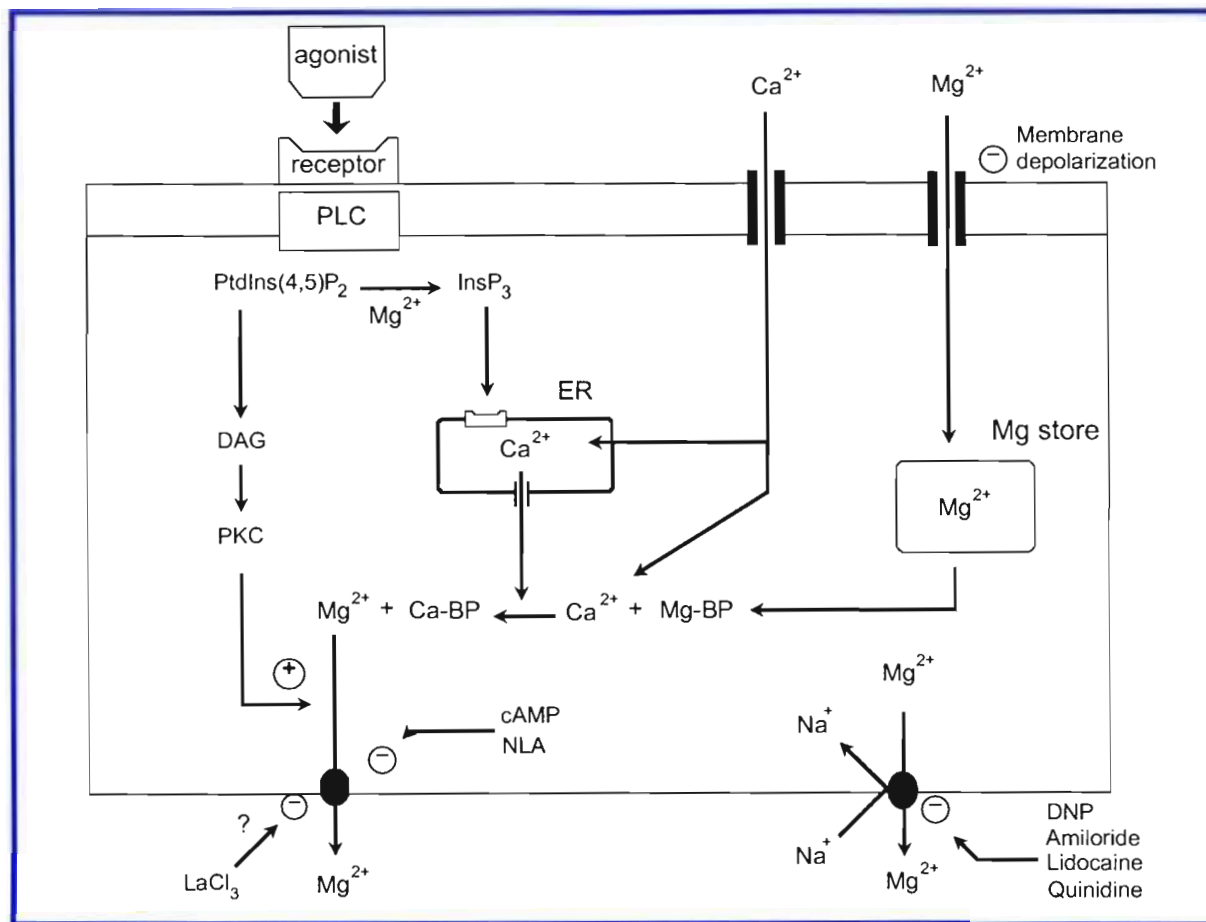 agonist
Ca²⁺
Mg²⁺
Membrane
depolarization
−
receptor
PLC
PtdIns(4,5)P₂
InsP₃
Mg²⁺
ER
Ca²⁺
DAG
Mg store
Mg²⁺
PKC
Mg²⁺ + Ca-BP
Ca²⁺ + Mg-BP
+
Mg²⁺
cAMP
NLA
−
Na⁺
−
?
LaCl₃
Mg²⁺
Na⁺
Mg²⁺
−
DNP
Amiloride
Lidocaine
Quinidine